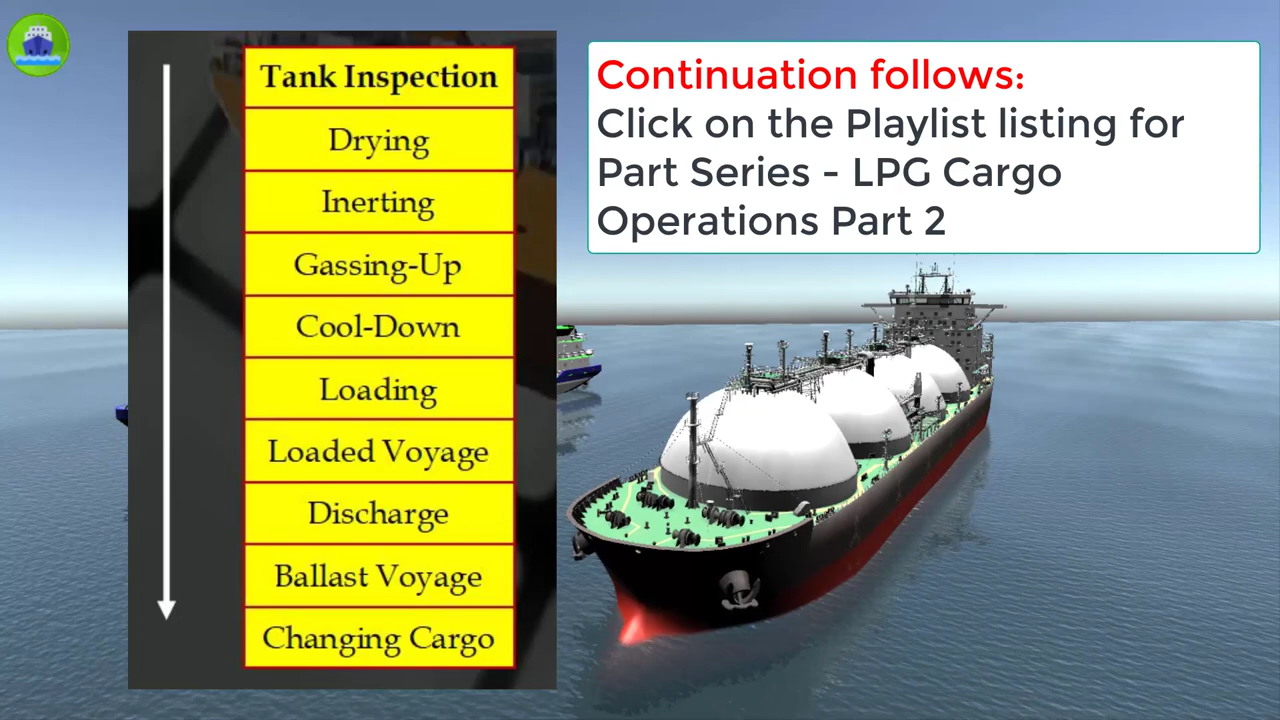 Tank Inspection
Drying
Inerting
Gassing-Up
Cool-Down
Loading
Loaded Voyage
Discharge
Ballast Voyage
Changing Cargo
Continuation follows:
Click on the Playlist listing for
Part Series - LPG Cargo
Operations Part 2